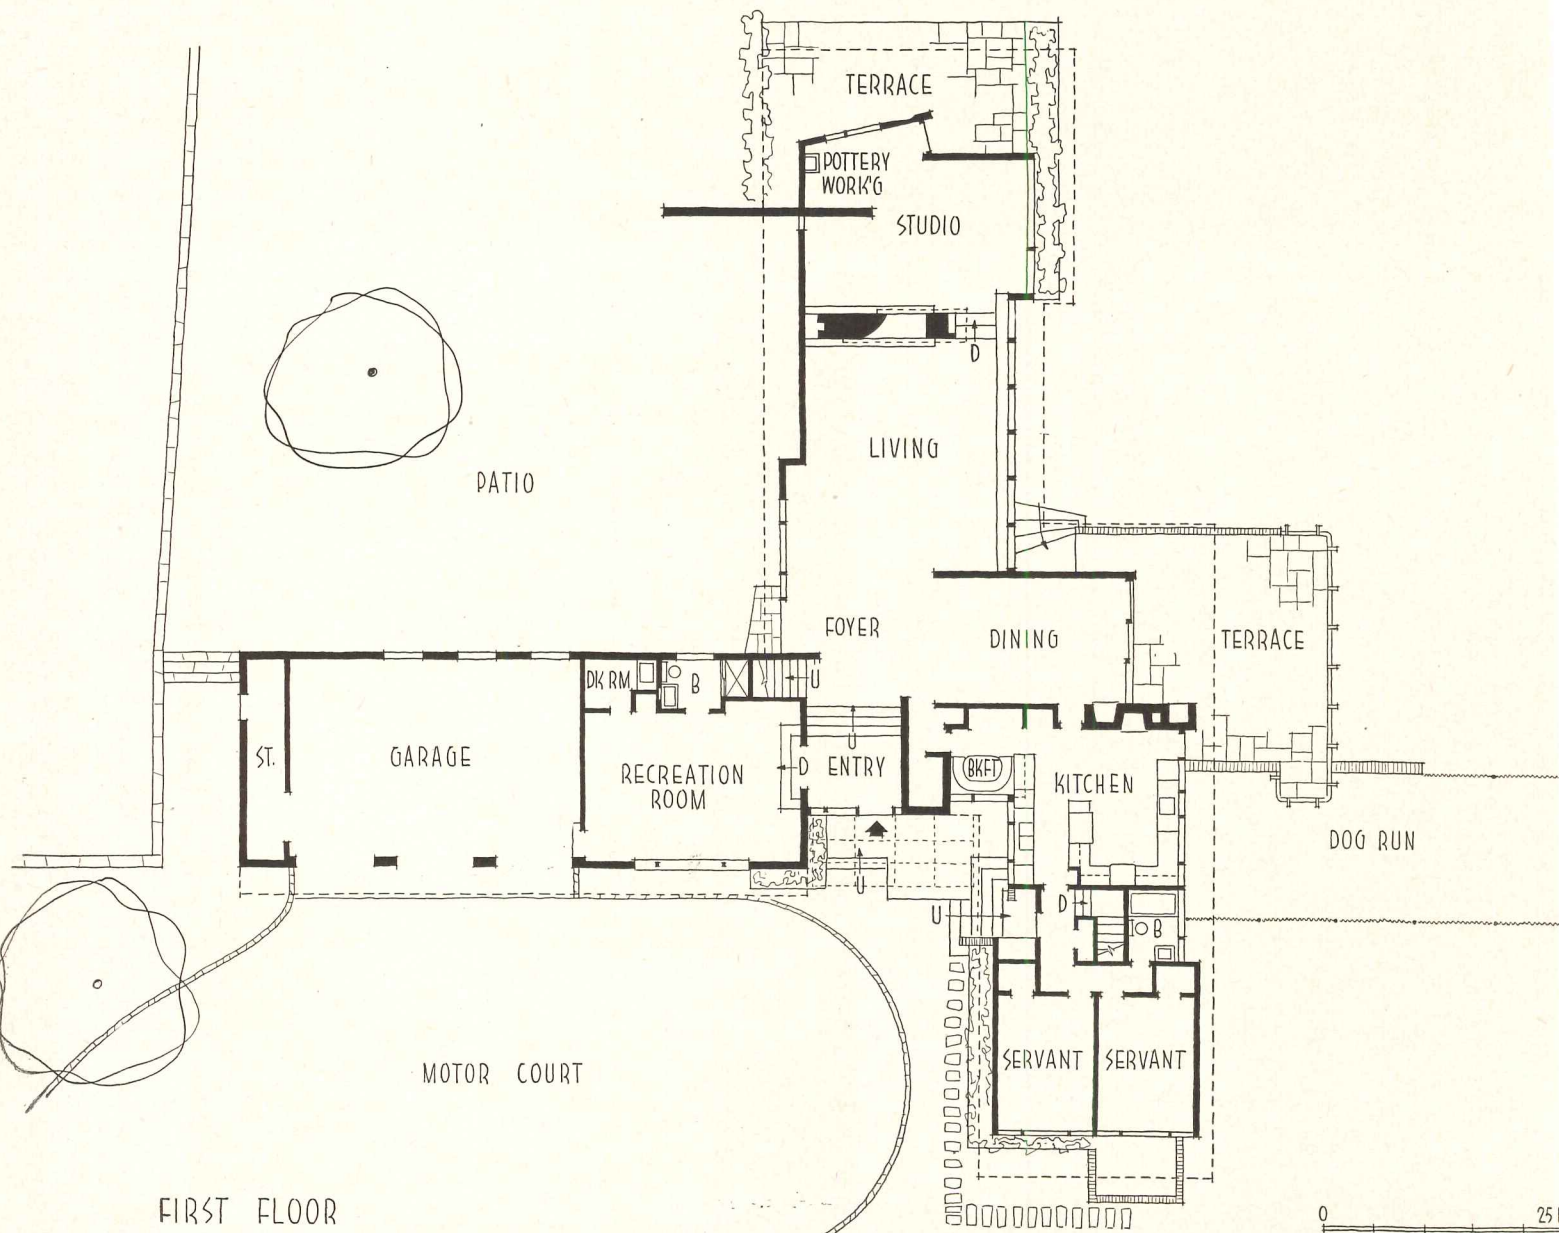 TERRACE
POTTERY
WORK'G
STUDIO
D
LIVING
PATIO
FOYER
DINING
TERRACE
DK RM
B
U
ST.
GARAGE
RECREATION
ROOM
D
U
ENTRY
BKFT
KITCHEN
DOG RUN
U
U
D
B
SERVANT
SERVANT
MOTOR COURT
FIRST FLOOR
0
25